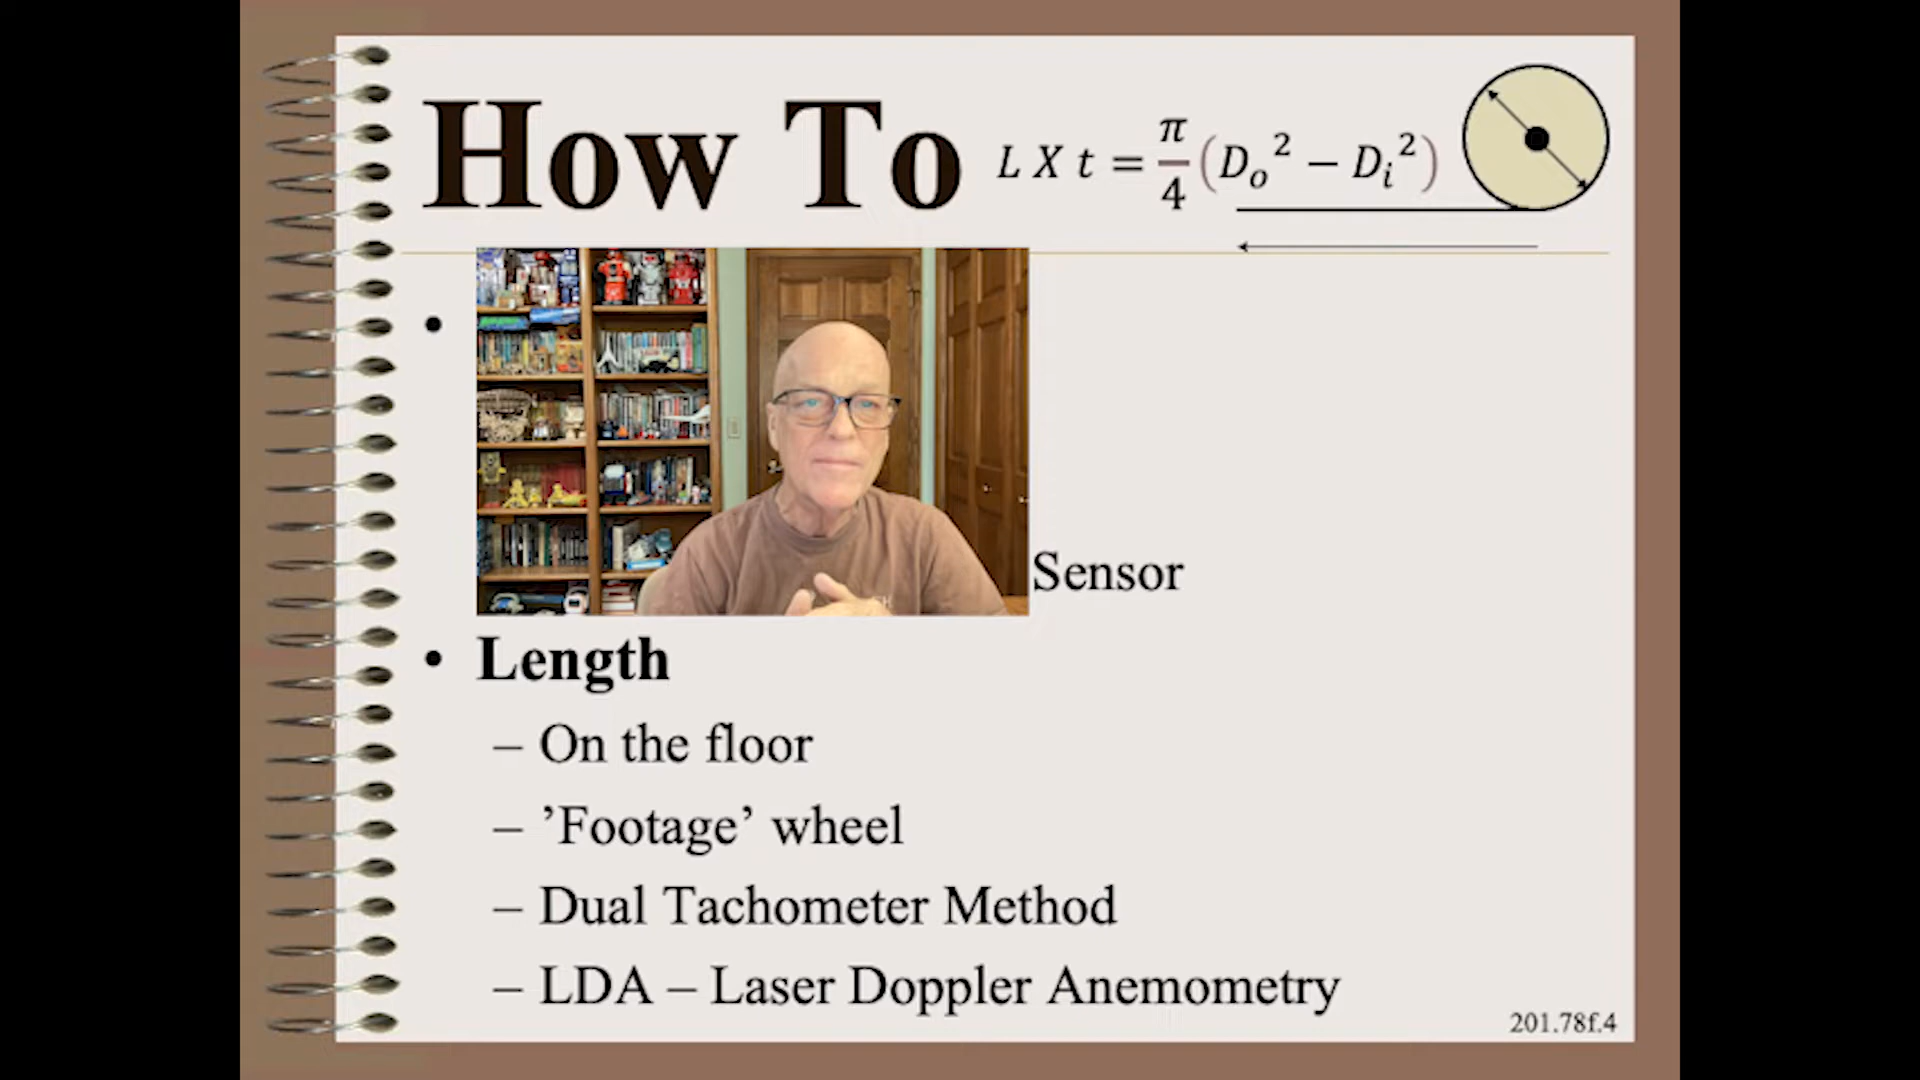 How To
L X t = π/4 (Dₒ² − Dᵢ²)
•
Sensor
• Length
– On the floor
– ’Footage’ wheel
– Dual Tachometer Method
– LDA – Laser Doppler Anemometry
201.78f.4